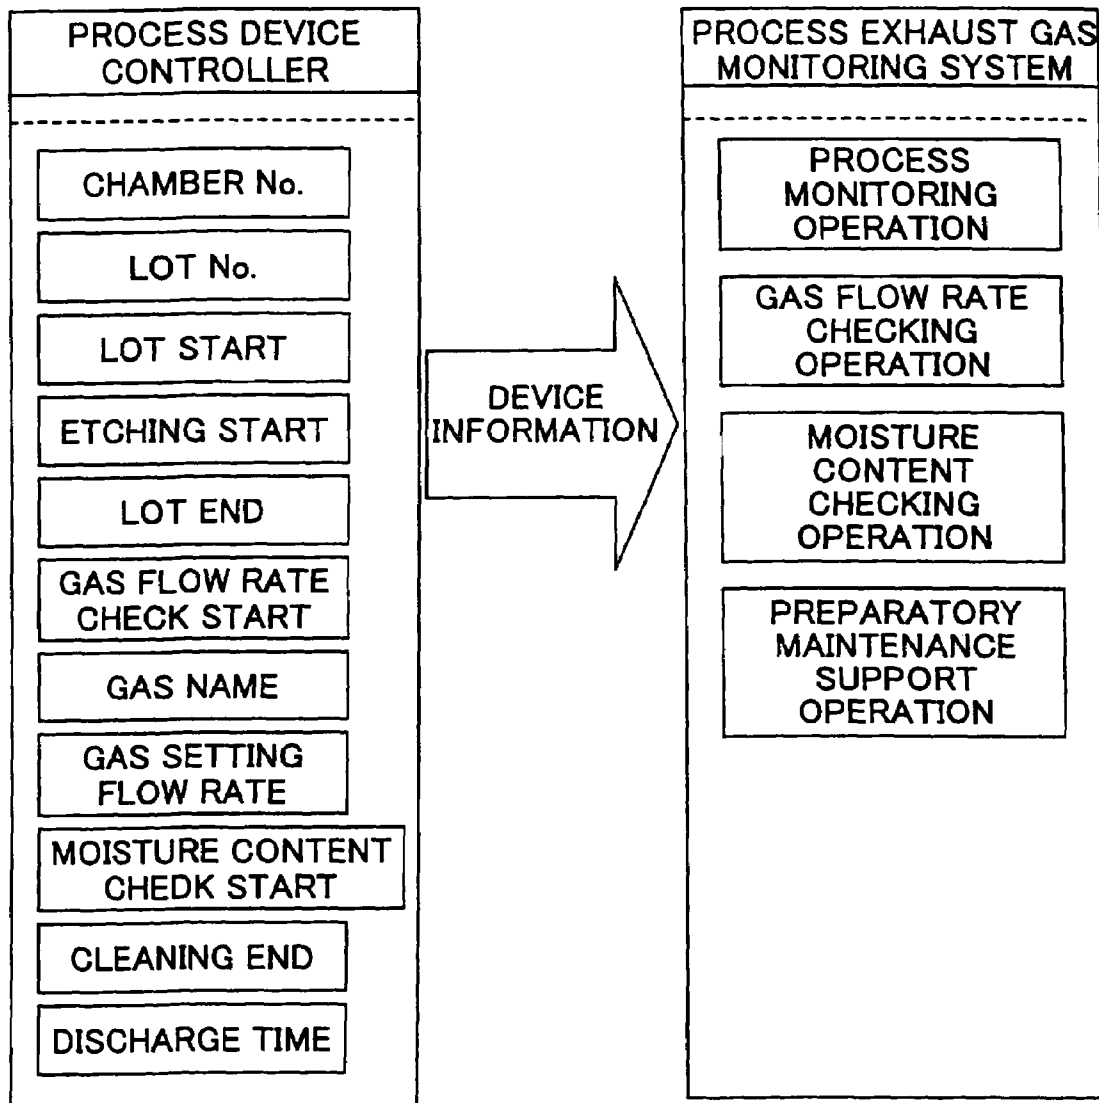 PROCESS DEVICE
CONTROLLER
CHAMBER No.
LOT No.
LOT START
ETCHING START
LOT END
GAS FLOW RATE
CHECK START
GAS NAME
GAS SETTING
FLOW RATE
MOISTURE CONTENT
CHEDK START
CLEANING END
DISCHARGE TIME
DEVICE
INFORMATION
PROCESS EXHAUST GAS
MONITORING SYSTEM
PROCESS
MONITORING
OPERATION
GAS FLOW RATE
CHECKING
OPERATION
MOISTURE
CONTENT
CHECKING
OPERATION
PREPARATORY
MAINTENANCE
SUPPORT
OPERATION